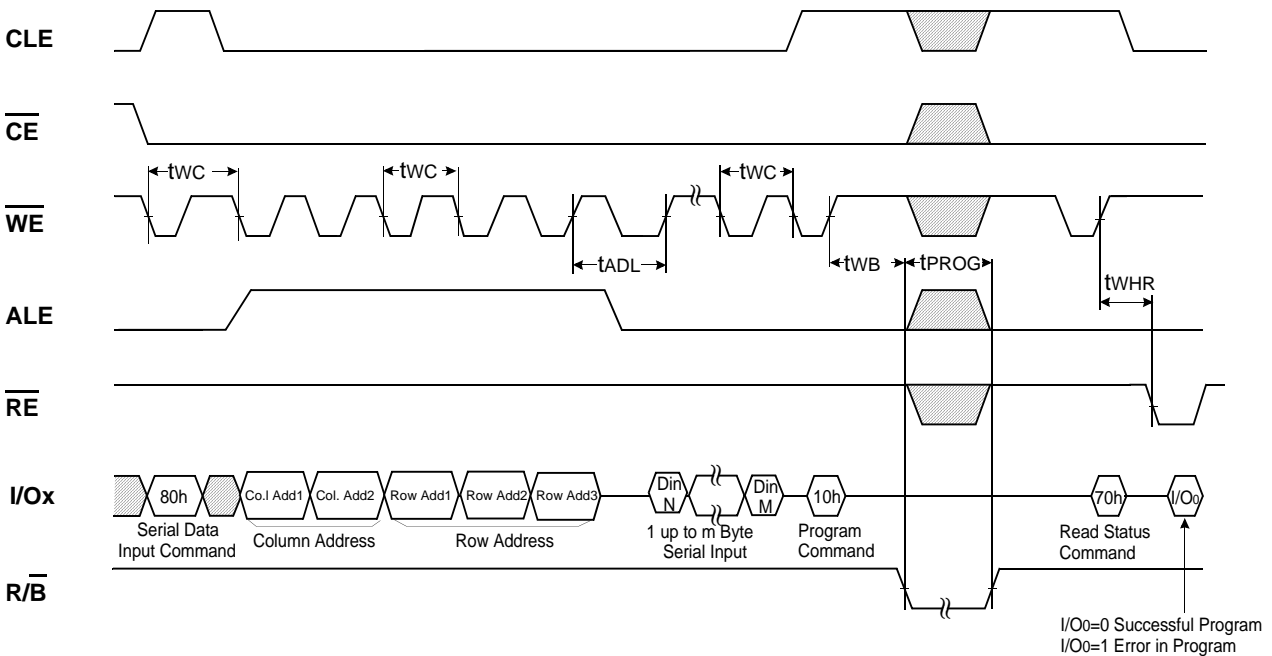 CLE
CE
tWC
tWC
tWC
WE
tADL
tWB
tPROG
tWHR
ALE
RE
I/Ox
80h
Co.l Add1
Col. Add2
Row Add1
Row Add2
Row Add3
Din
N
Din
M
10h
70h
I/O0
Serial Data
Input Command
Column Address
Row Address
1 up to m Byte
Serial Input
Program
Command
Read Status
Command
R/B
I/O0=0 Successful Program
I/O0=1 Error in Program